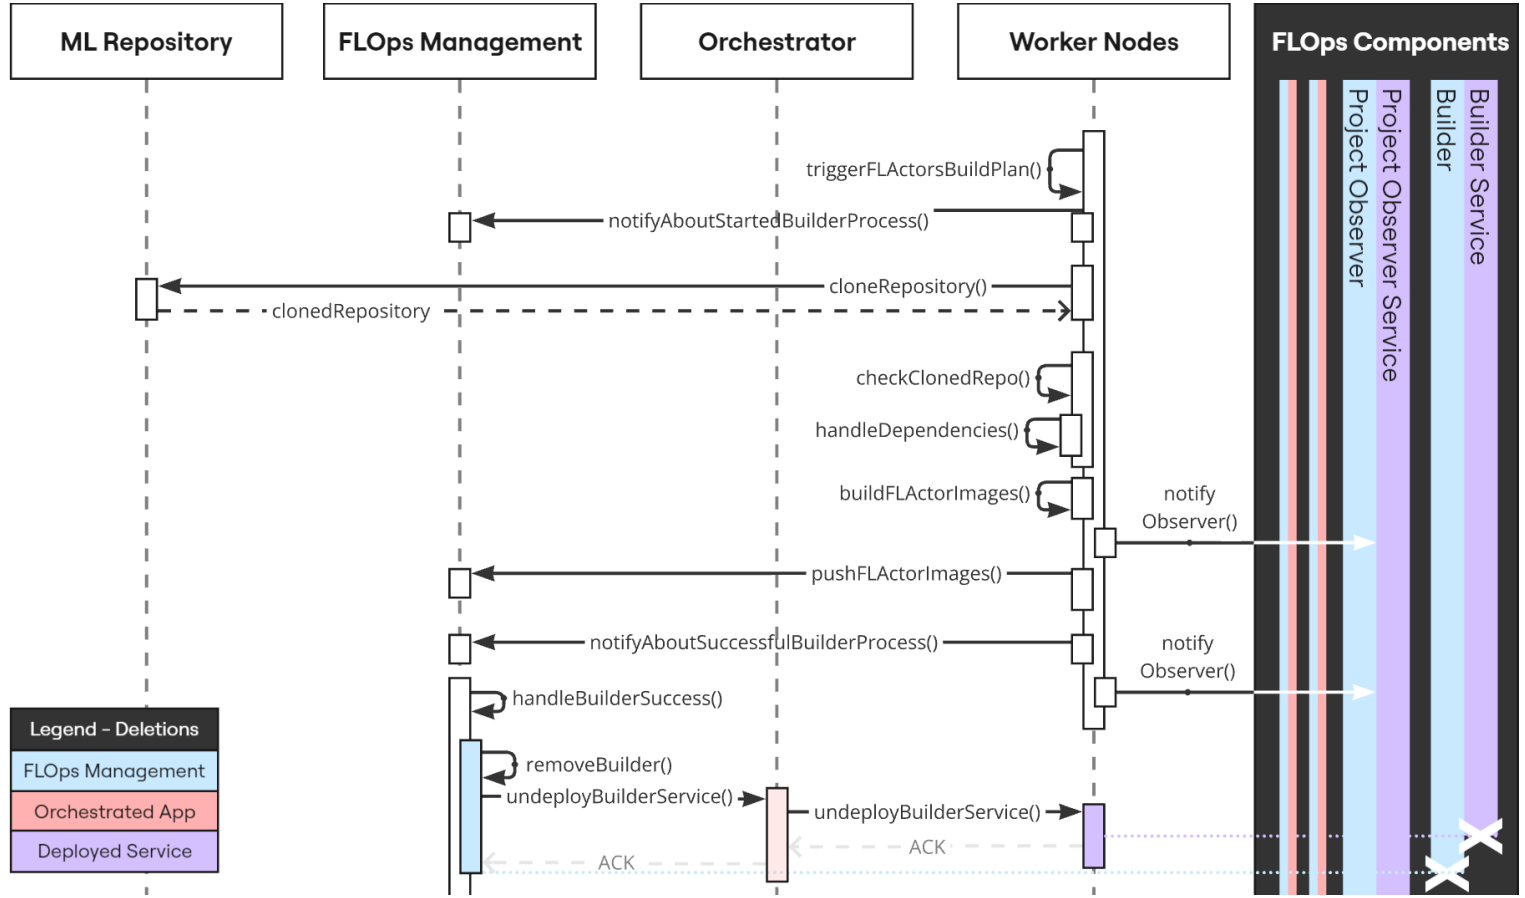 ML Repository
FLOps Management
Orchestrator
Worker Nodes
FLOps Components
Project Observer
Project Observer Service
Builder
Builder Service
triggerFLActorsBuildPlan()
notifyAboutStartedBuilderProcess()
cloneRepository()
clonedRepository
checkClonedRepo()
handleDependencies()
buildFLActorImages()
notify
Observer()
pushFLActorImages()
notifyAboutSuccessfulBuilderProcess()
notify
Observer()
handleBuilderSuccess()
removeBuilder()
undeployBuilderService()
undeployBuilderService()
ACK
ACK
Legend - Deletions
FLOps Management
Orchestrated App
Deployed Service